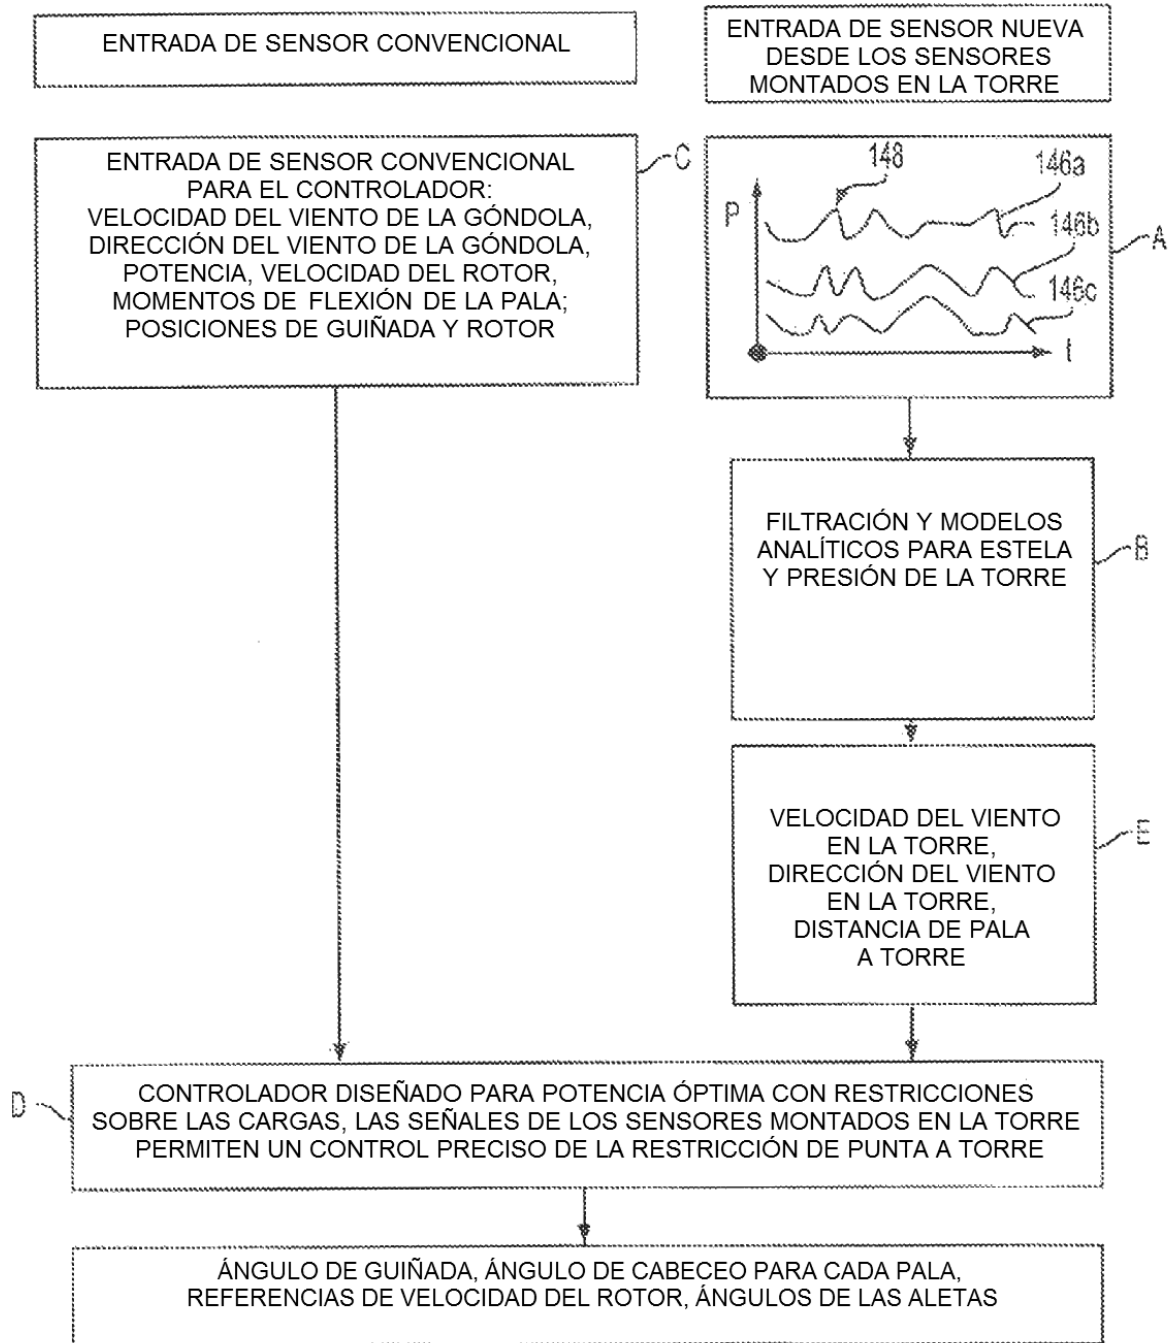 ENTRADA DE SENSOR CONVENCIONAL
ENTRADA DE SENSOR NUEVA
DESDE LOS SENSORES
MONTADOS EN LA TORRE
ENTRADA DE SENSOR CONVENCIONAL
PARA EL CONTROLADOR:
VELOCIDAD DEL VIENTO DE LA GÓNDOLA,
DIRECCIÓN DEL VIENTO DE LA GÓNDOLA,
POTENCIA, VELOCIDAD DEL ROTOR,
MOMENTOS DE FLEXIÓN DE LA PALA;
POSICIONES DE GUIÑADA Y ROTOR
C
148
146a
P
146b
A
146c
t
FILTRACIÓN Y MODELOS
ANALÍTICOS PARA ESTELA
Y PRESIÓN DE LA TORRE
B
VELOCIDAD DEL VIENTO
EN LA TORRE,
DIRECCIÓN DEL VIENTO
EN LA TORRE,
DISTANCIA DE PALA
A TORRE
E
D
CONTROLADOR DISEÑADO PARA POTENCIA ÓPTIMA CON RESTRICCIONES
SOBRE LAS CARGAS, LAS SEÑALES DE LOS SENSORES MONTADOS EN LA TORRE
PERMITEN UN CONTROL PRECISO DE LA RESTRICCIÓN DE PUNTA A TORRE
ÁNGULO DE GUIÑADA, ÁNGULO DE CABECEO PARA CADA PALA,
REFERENCIAS DE VELOCIDAD DEL ROTOR, ÁNGULOS DE LAS ALETAS